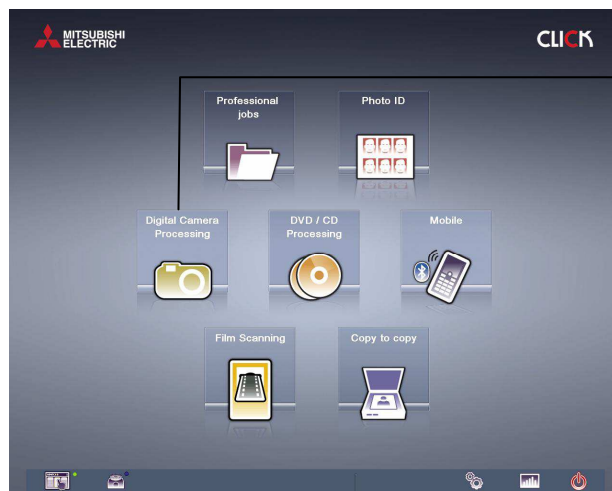 MITSUBISHI
ELECTRIC
CLICK
Professional
jobs
Photo ID
Digital Camera
Processing
DVD / CD
Processing
Mobile
Film Scanning
Copy to copy